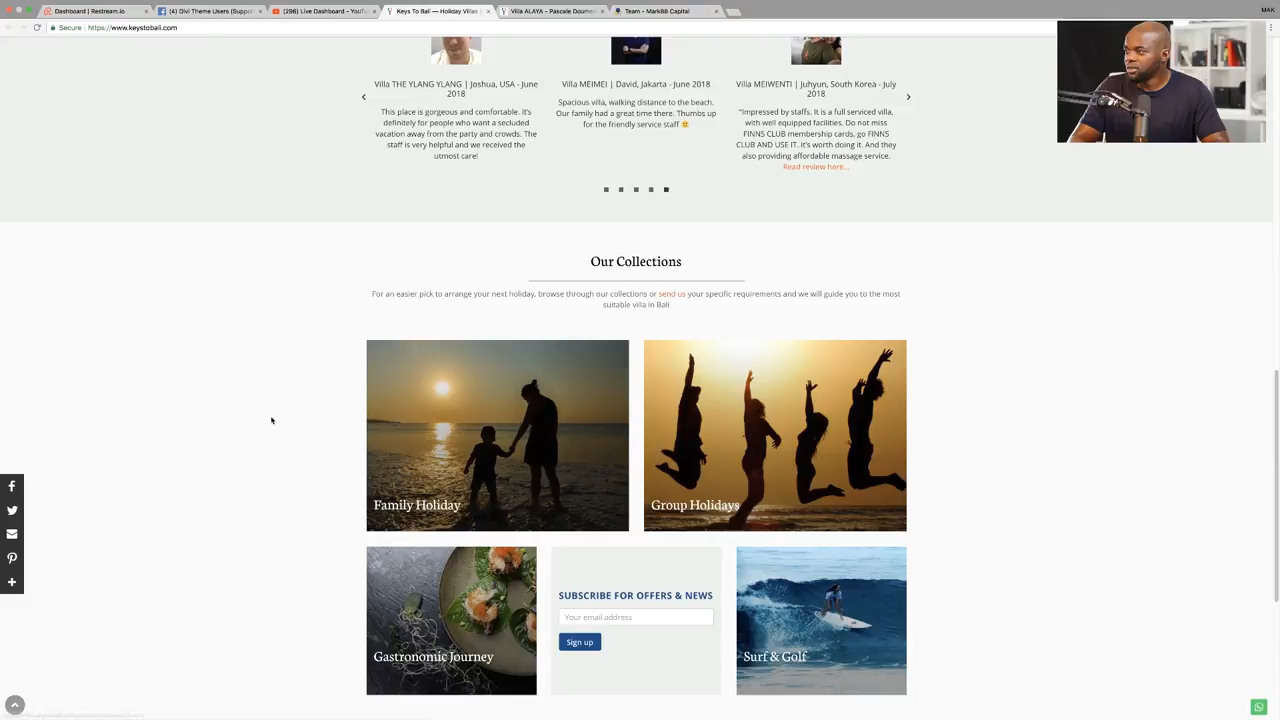 Dashboard | Restream.io
(4) Divi Theme Users (Support
(296) Live Dashboard - YouTu
Keys To Bali — Holiday Villas
Villa ALAYA - Pascale Doumer
Team - Mark88 Capital
MAK
Secure
https://www.keystobali.com
Villa THE YLANG YLANG | Joshua, USA - June
2018
This place is gorgeous and comfortable. It's
definitely for people who want a secluded
vacation away from the party and crowds. The
staff is very helpful and we received the
utmost care!
Villa MEIMEI | David, Jakarta - June 2018
Spacious villa, walking distance to the beach.
Our family had a great time there. Thumbs up
for the friendly service staff
Villa MEIWENTI | Juhyun, South Korea - July
2018
"Impressed by staffs. It is a full serviced villa,
with well equipped facilities. Do not miss
FINNS CLUB membership cards, go FINNS
CLUB AND USE IT. It's worth doing it. And they
also providing affordable massage service.
Read review here...
Our Collections
For an easier pick to arrange your next holiday, browse through our collections or send us your specific requirements and we will guide you to the most
suitable villa in Bali
Family Holiday
Group Holidays
Gastronomic Journey
SUBSCRIBE FOR OFFERS & NEWS
Your email address
Sign up
Surf & Golf